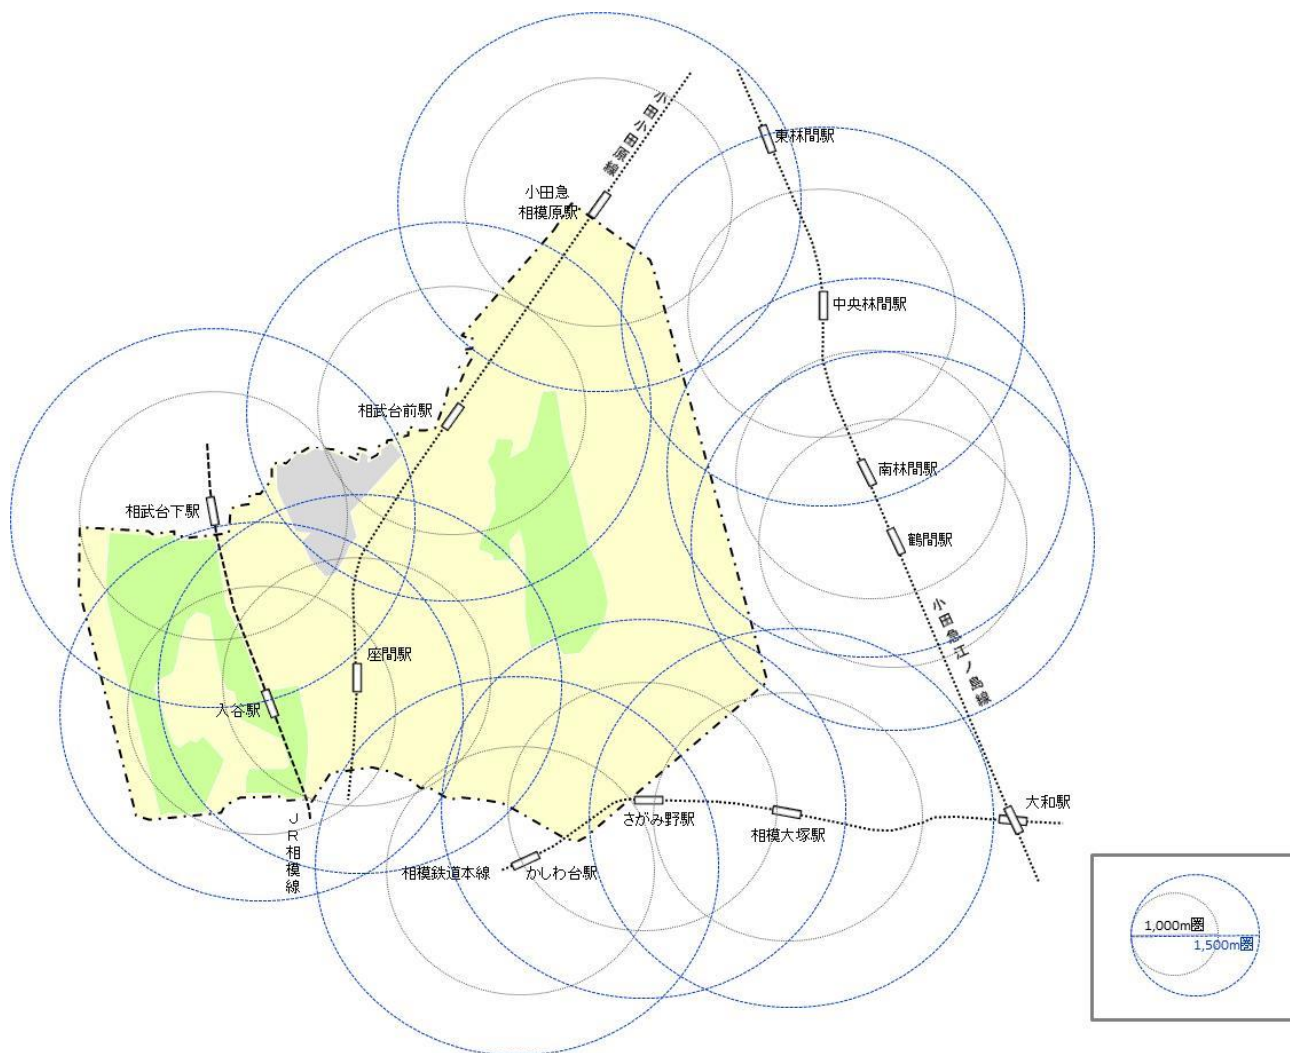 小田小田原線
東林間駅
小田急
相模原駅
中央林間駅
相武台前駅
南林間駅
相武台下駅
鶴間駅
小田急江ノ島線
座間駅
入谷駅
さがみ野駅
相模大塚駅
大和駅
JR相模線
相模鉄道本線
かしわ台駅
1,000m圏
1,500m圏